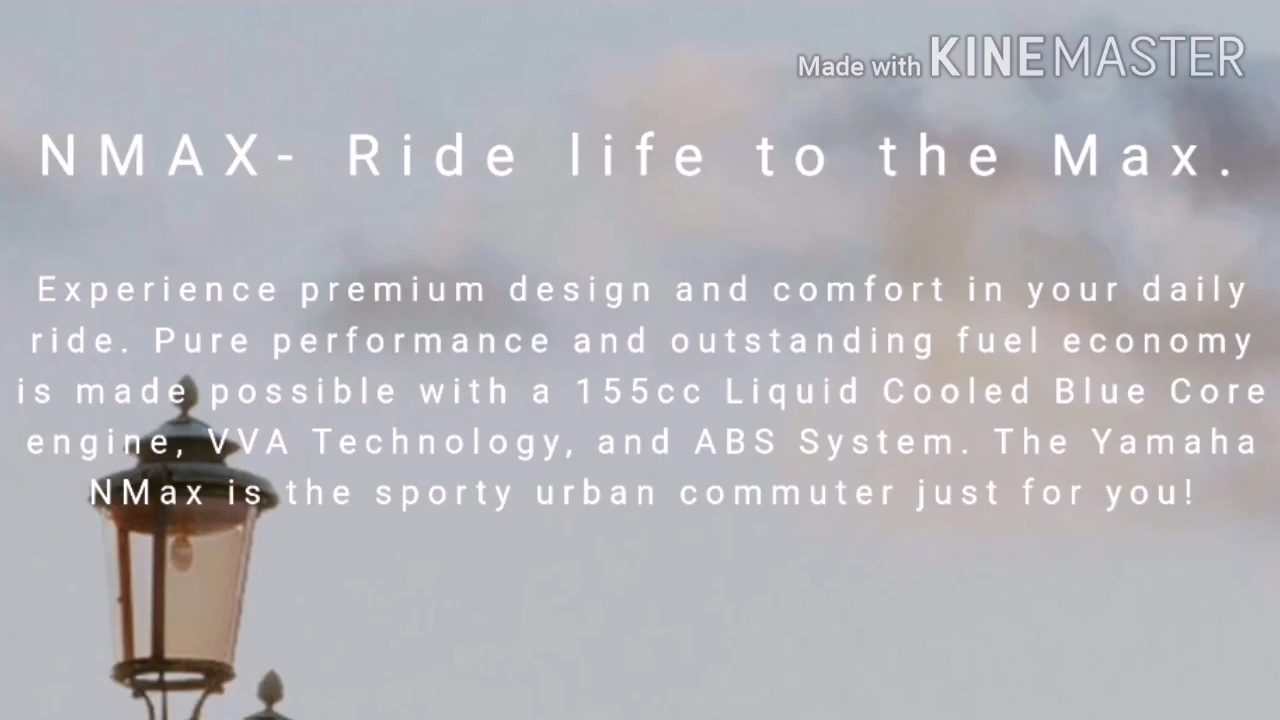 Made with KINEMASTER
NMAX- Ride life to the Max.
Experience premium design and comfort in your daily
ride. Pure performance and outstanding fuel economy
is made possible with a 155cc Liquid Cooled Blue Core
engine, VVA Technology, and ABS System. The Yamaha
NMax is the sporty urban commuter just for you!